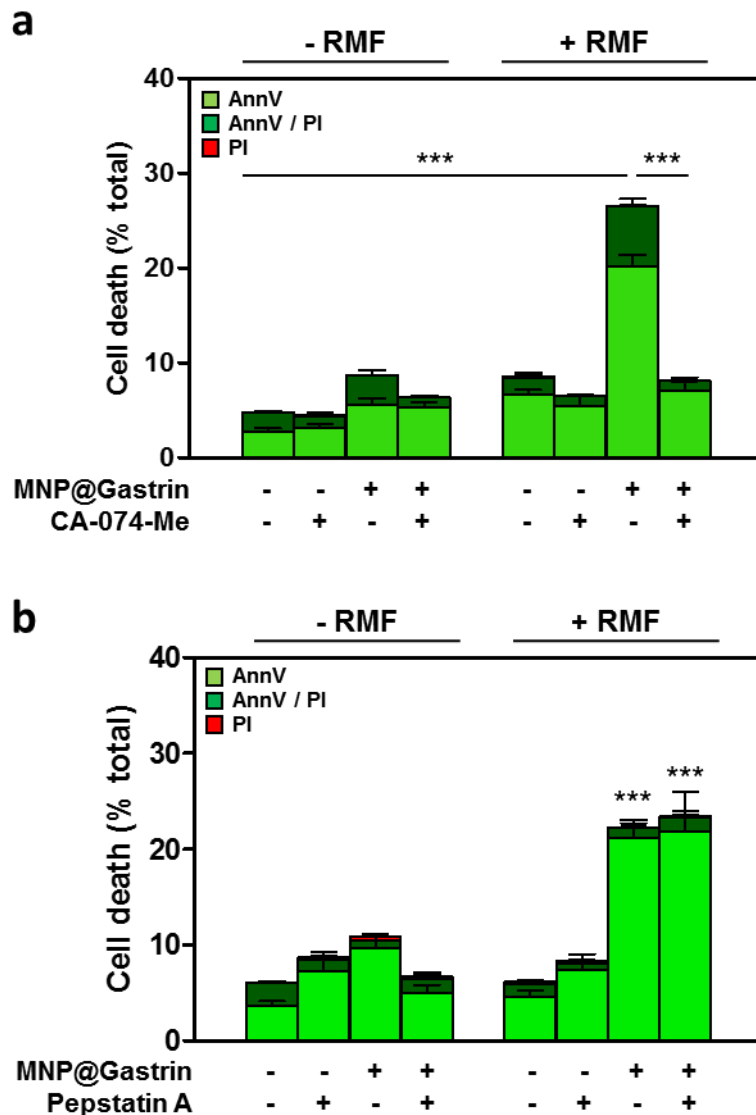 a
- RMF + RMF
40
30
20
10
0
Cell death (% total)
AnnV
AnnV / PI
PI
*** ***
MNP@Gastrin - - + + - - + +
CA-074-Me - + - + - + - +
b
- RMF + RMF
40
30
20
10
0
Cell death (% total)
AnnV
AnnV / PI
PI
*** ***
MNP@Gastrin - - + + - - + +
Pepstatin A - + - + - + - +